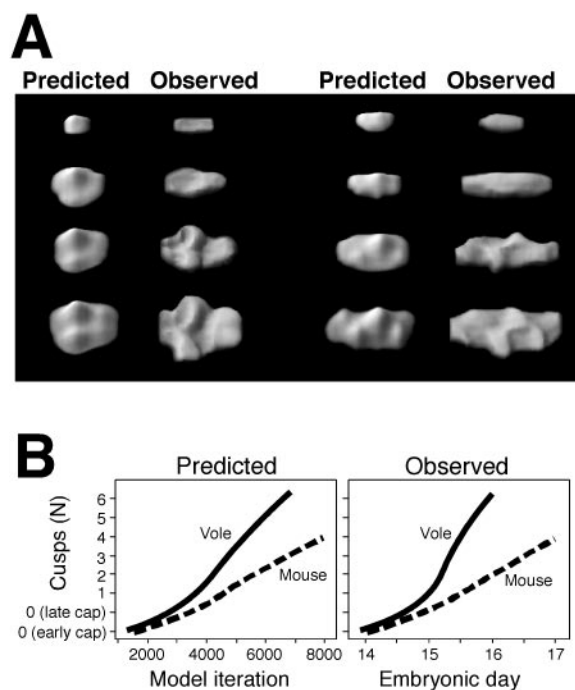 A
Predicted Observed Predicted Observed
B
Predicted Observed
Cusps (N)
6
5
4
3
2
1
0 (late cap)
0 (early cap)
Vole
Mouse
Vole
Mouse
2000 4000 6000 8000
14 15 16 17
Model iteration Embryonic day